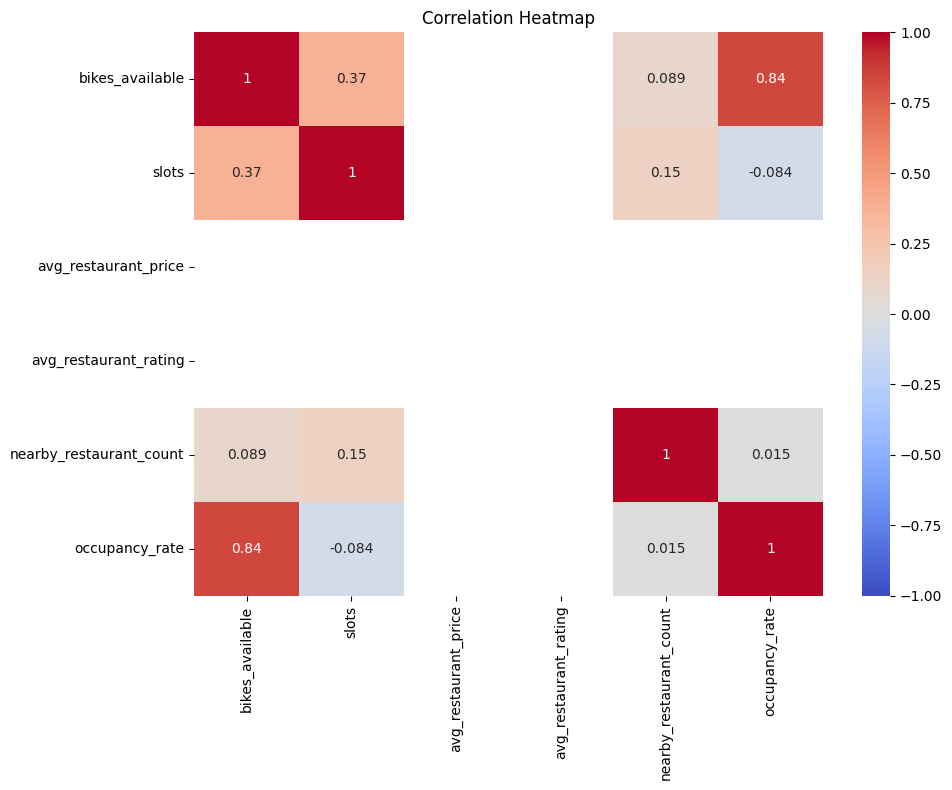 Correlation Heatmap
bikes_available 1 0.37 0.089 0.84
slots 0.37 1 0.15 -0.084
avg_restaurant_price
avg_restaurant_rating
nearby_restaurant_count 0.089 0.15 1 0.015
occupancy_rate 0.84 -0.084 0.015 1
bikes_available
slots
avg_restaurant_price
avg_restaurant_rating
nearby_restaurant_count
occupancy_rate
1.00
0.75
0.50
0.25
0.00
−0.25
−0.50
−0.75
−1.00